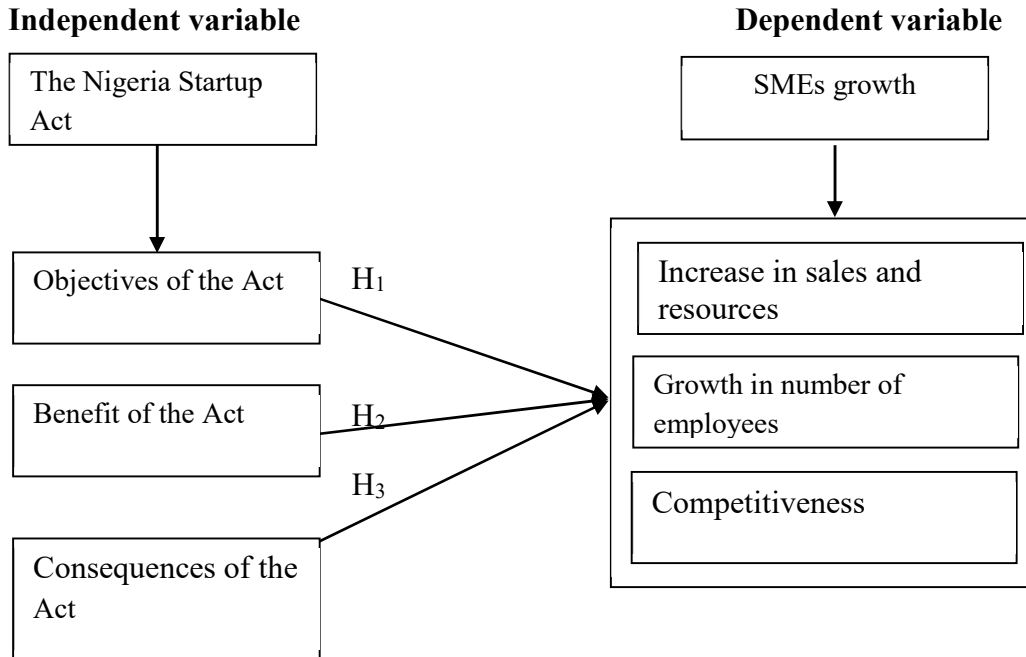 Independent variable
Dependent variable
The Nigeria Startup
Act
SMEs growth
Objectives of the Act
H₁
Increase in sales and
resources
Benefit of the Act
H₂
Growth in number of
employees
H₃
Competitiveness
Consequences of the
Act